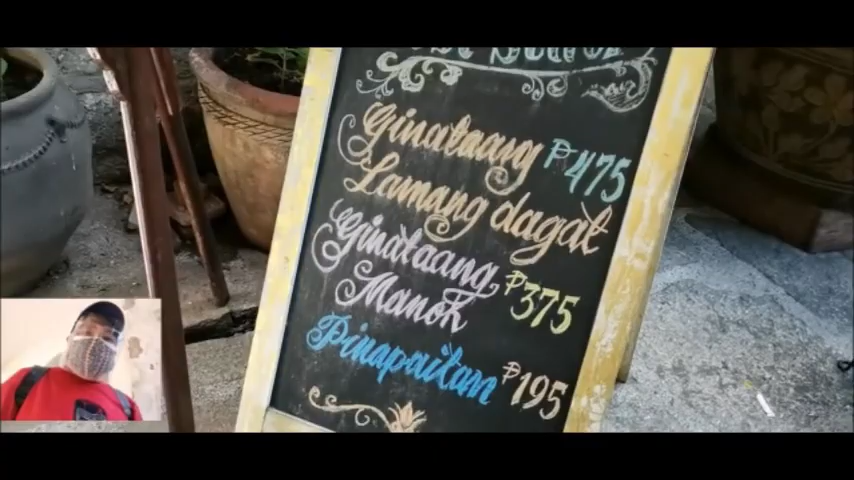 Ginataang ₱475
Lamang dagat
Ginataang
Manok ₱375
Pinapaitan ₱195